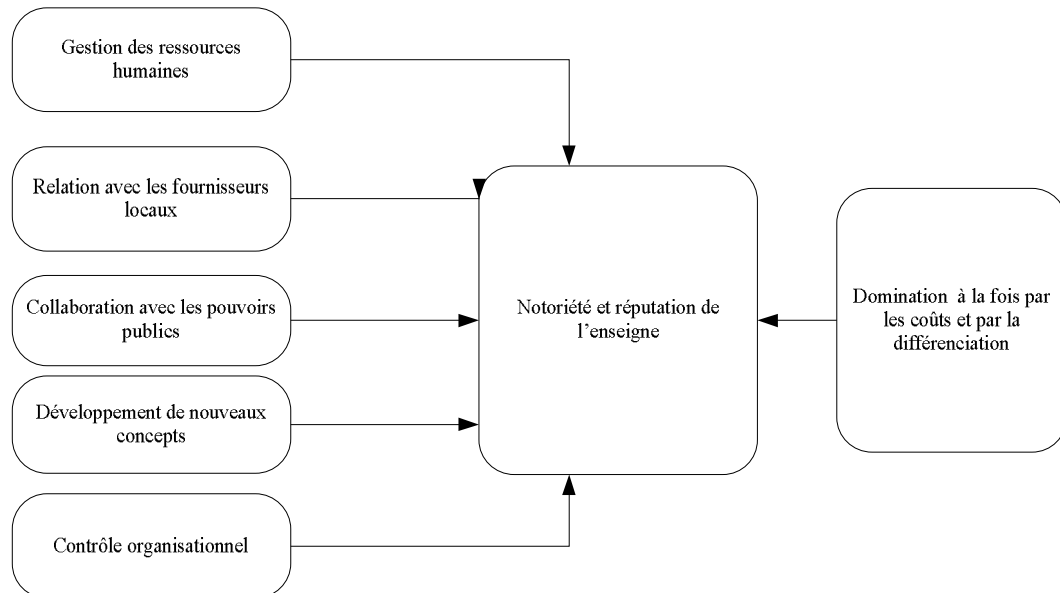 Gestion des ressources
humaines
Relation avec les fournisseurs
locaux
Collaboration avec les pouvoirs
publics
Développement de nouveaux
concepts
Contrôle organisationnel
Notoriété et réputation de
l’enseigne
Domination à la fois par
les coûts et par la
différenciation